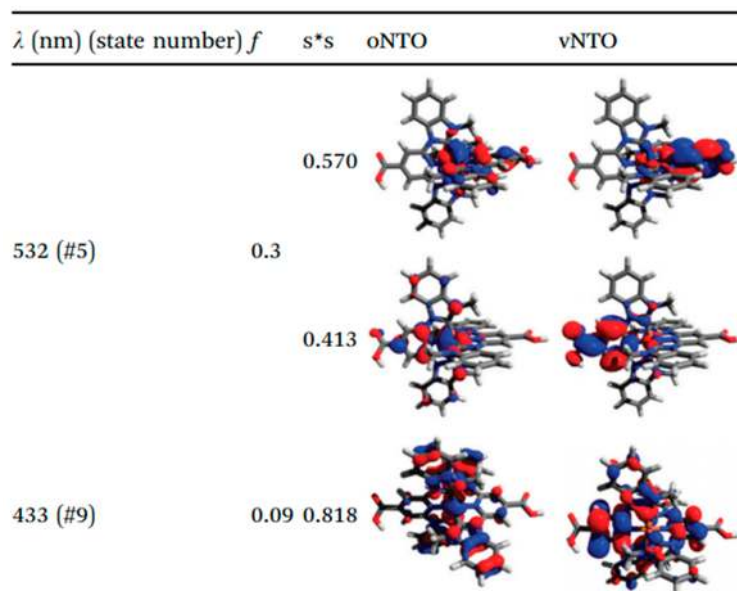 λ (nm) (state number) f s*s oNTO vNTO
0.570
532 (#5) 0.3
0.413
433 (#9) 0.09 0.818